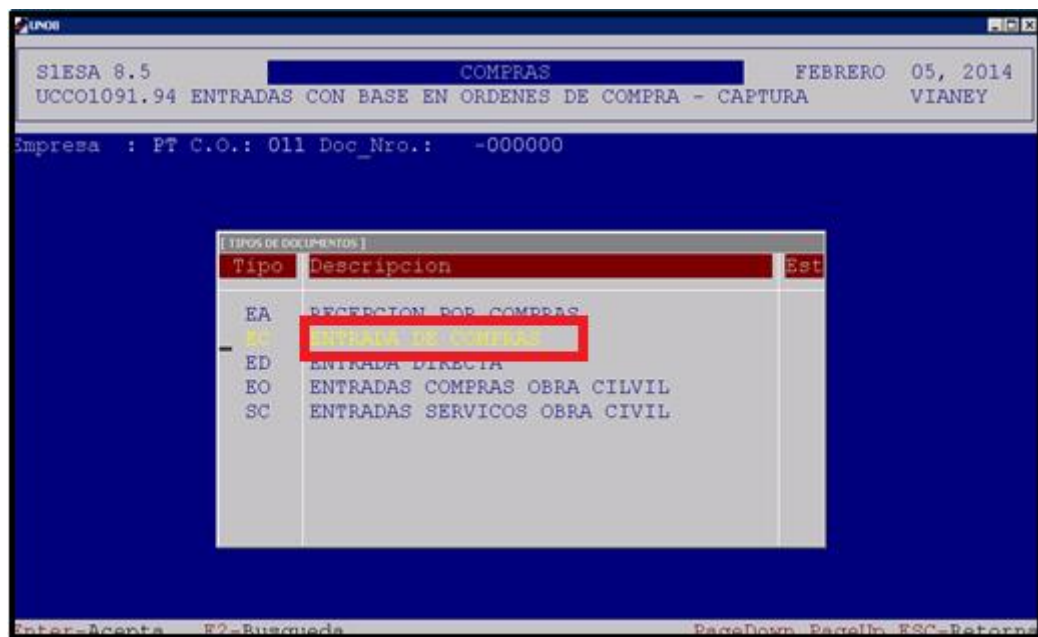 UNO8
S1ESA 8.5 COMPRAS FEBRERO 05, 2014
UCCO1091.94 ENTRADAS CON BASE EN ORDENES DE COMPRA - CAPTURA VIANEY
Empresa : PT C.O.: 011 Doc_Nro.: -000000
[ TIPOS DE DOCUMENTOS ]
Tipo Descripcion Est
EA RECEPCION POR COMPRAS
EC ENTRADA DE COMPRAS
ED ENTRADA DIRECTA
EO ENTRADAS COMPRAS OBRA CILVIL
SC ENTRADAS SERVICOS OBRA CIVIL
Enter-Acepta F2-Busqueda PageDown PageUp ESC-Retorna